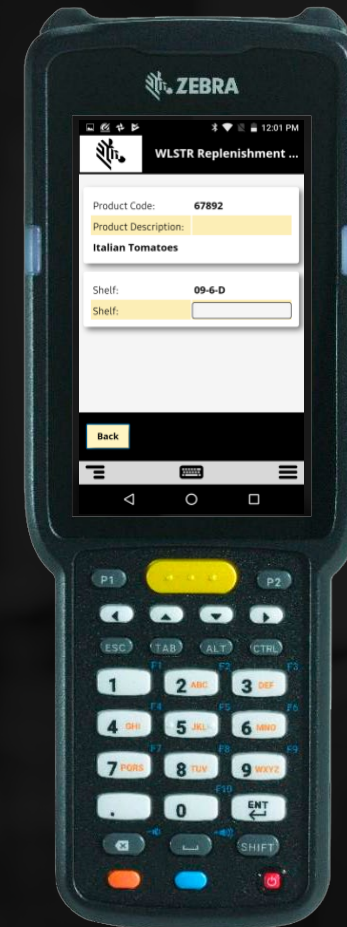 ZEBRA
12:01 PM
WLSTR Replenishment ...
Product Code: 67892
Product Description:
Italian Tomatoes
Shelf: 09-6-D
Shelf:
Back
P1 P2
ESC TAB ALT CTRL
F1 F2 F3
1 2 ABC 3 DEF
F4 F5 F6
4 GHI 5 JKL 6 MNO
F7 F8 F9
7 PQRS 8 TUV 9 WXYZ
F10
. 0 ENT
SHIFT